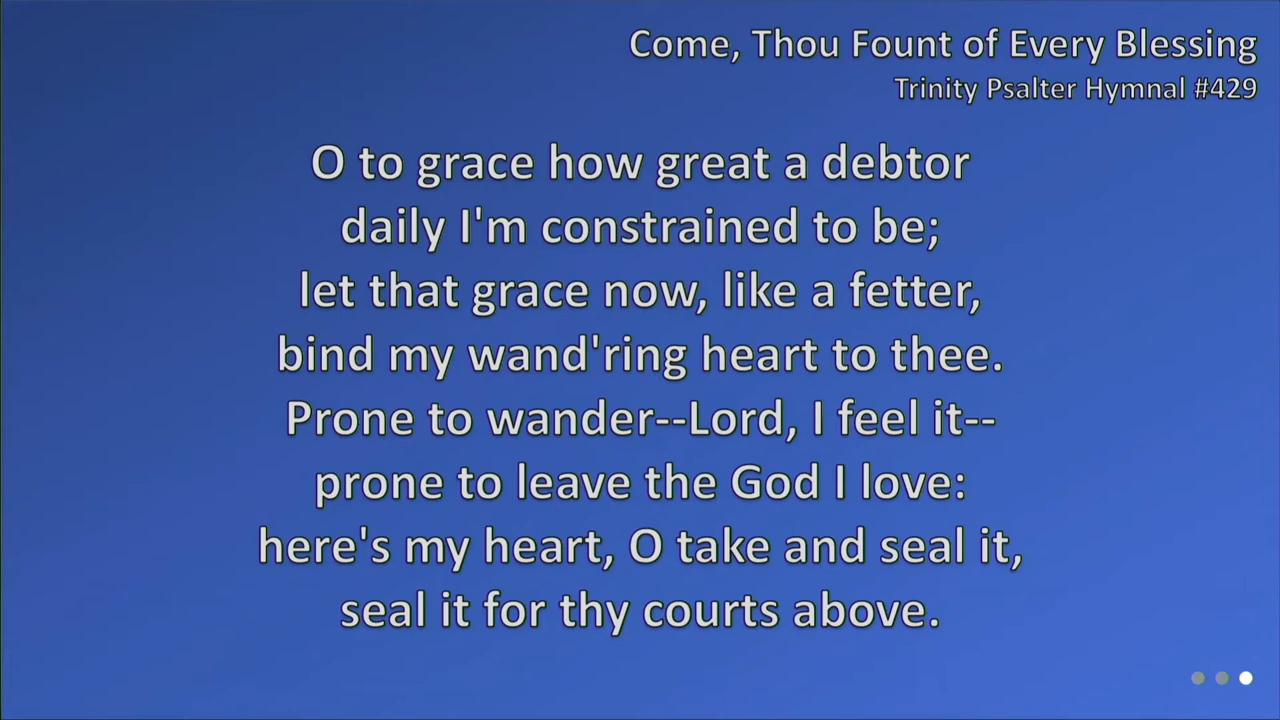 Come, Thou Fount of Every Blessing
Trinity Psalter Hymnal #429
O to grace how great a debtor
daily I'm constrained to be;
let that grace now, like a fetter,
bind my wand'ring heart to thee.
Prone to wander--Lord, I feel it--
prone to leave the God I love:
here's my heart, O take and seal it,
seal it for thy courts above.